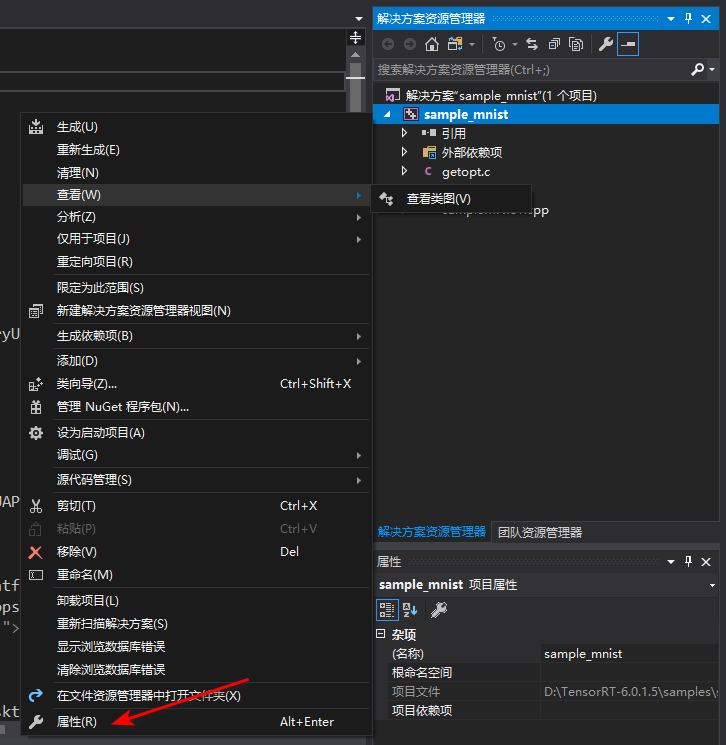 解决方案资源管理器
搜索解决方案资源管理器(Ctrl+;)
解决方案"sample_mnist"(1 个项目)
sample_mnist
引用
外部依赖项
getopt.c
生成(U)
重新生成(E)
清理(N)
查看(W)
查看类图(V)
分析(Z)
仅用于项目(J)
重定向项目(R)
限定为此范围(S)
新建解决方案资源管理器视图(N)
生成依赖项(B)
添加(D)
类向导(Z)... Ctrl+Shift+X
管理 NuGet 程序包(N)...
设为启动项目(A)
调试(G)
源代码管理(S)
剪切(T) Ctrl+X
粘贴(P) Ctrl+V
移除(V) Del
重命名(M)
卸载项目(L)
重新扫描解决方案(S)
显示浏览数据库错误
清除浏览数据库错误
在文件资源管理器中打开文件夹(X)
属性(R) Alt+Enter
yU
UAP
atf
ops
">
skt
解决方案资源管理器 团队资源管理器
属性
sample_mnist 项目属性
杂项
(名称) sample_mnist
根命名空间
项目文件 D:\TensorRT-6.0.1.5\samples\s
项目依赖项